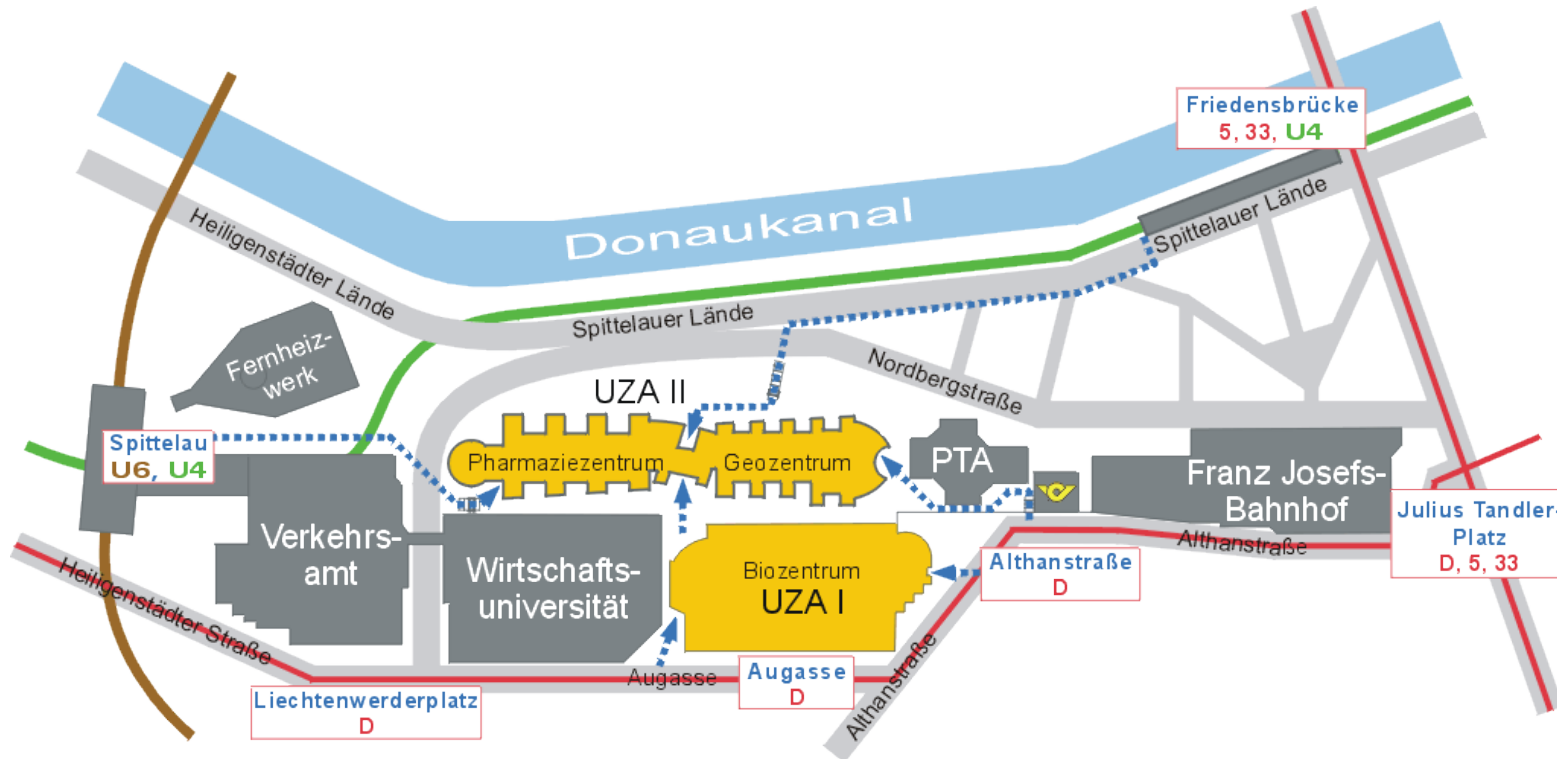 Friedensbrücke
5, 33, U4
Donaukanal
Heiligenstädter Lände
Spittelauer Lände
Spittelauer Lände
Nordbergstraße
Fernheiz-
werk
UZA II
Spittelau
U6, U4
Pharmaziezentrum
Geozentrum
PTA
Franz Josefs-
Bahnhof
Julius Tandler-
Platz
D, 5, 33
Verkehrs-
amt
Wirtschafts-
universität
Biozentrum
UZA I
Althanstraße
D
Althanstraße
Heiligenstädter Straße
Liechtenwerderplatz
D
Augasse
Augasse
D
Althanstraße